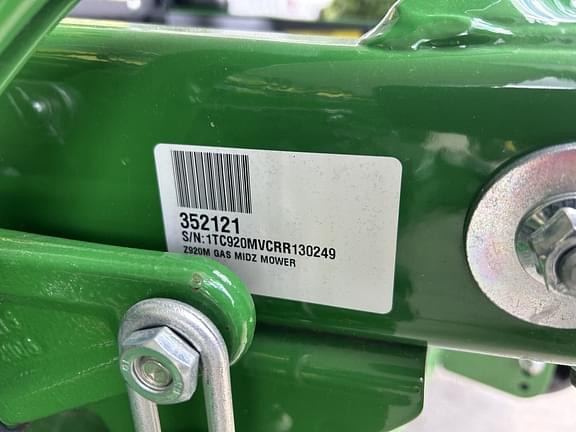 352121
S/N:1TC920MVCRR130249
Z920M GAS MIDZ MOWER